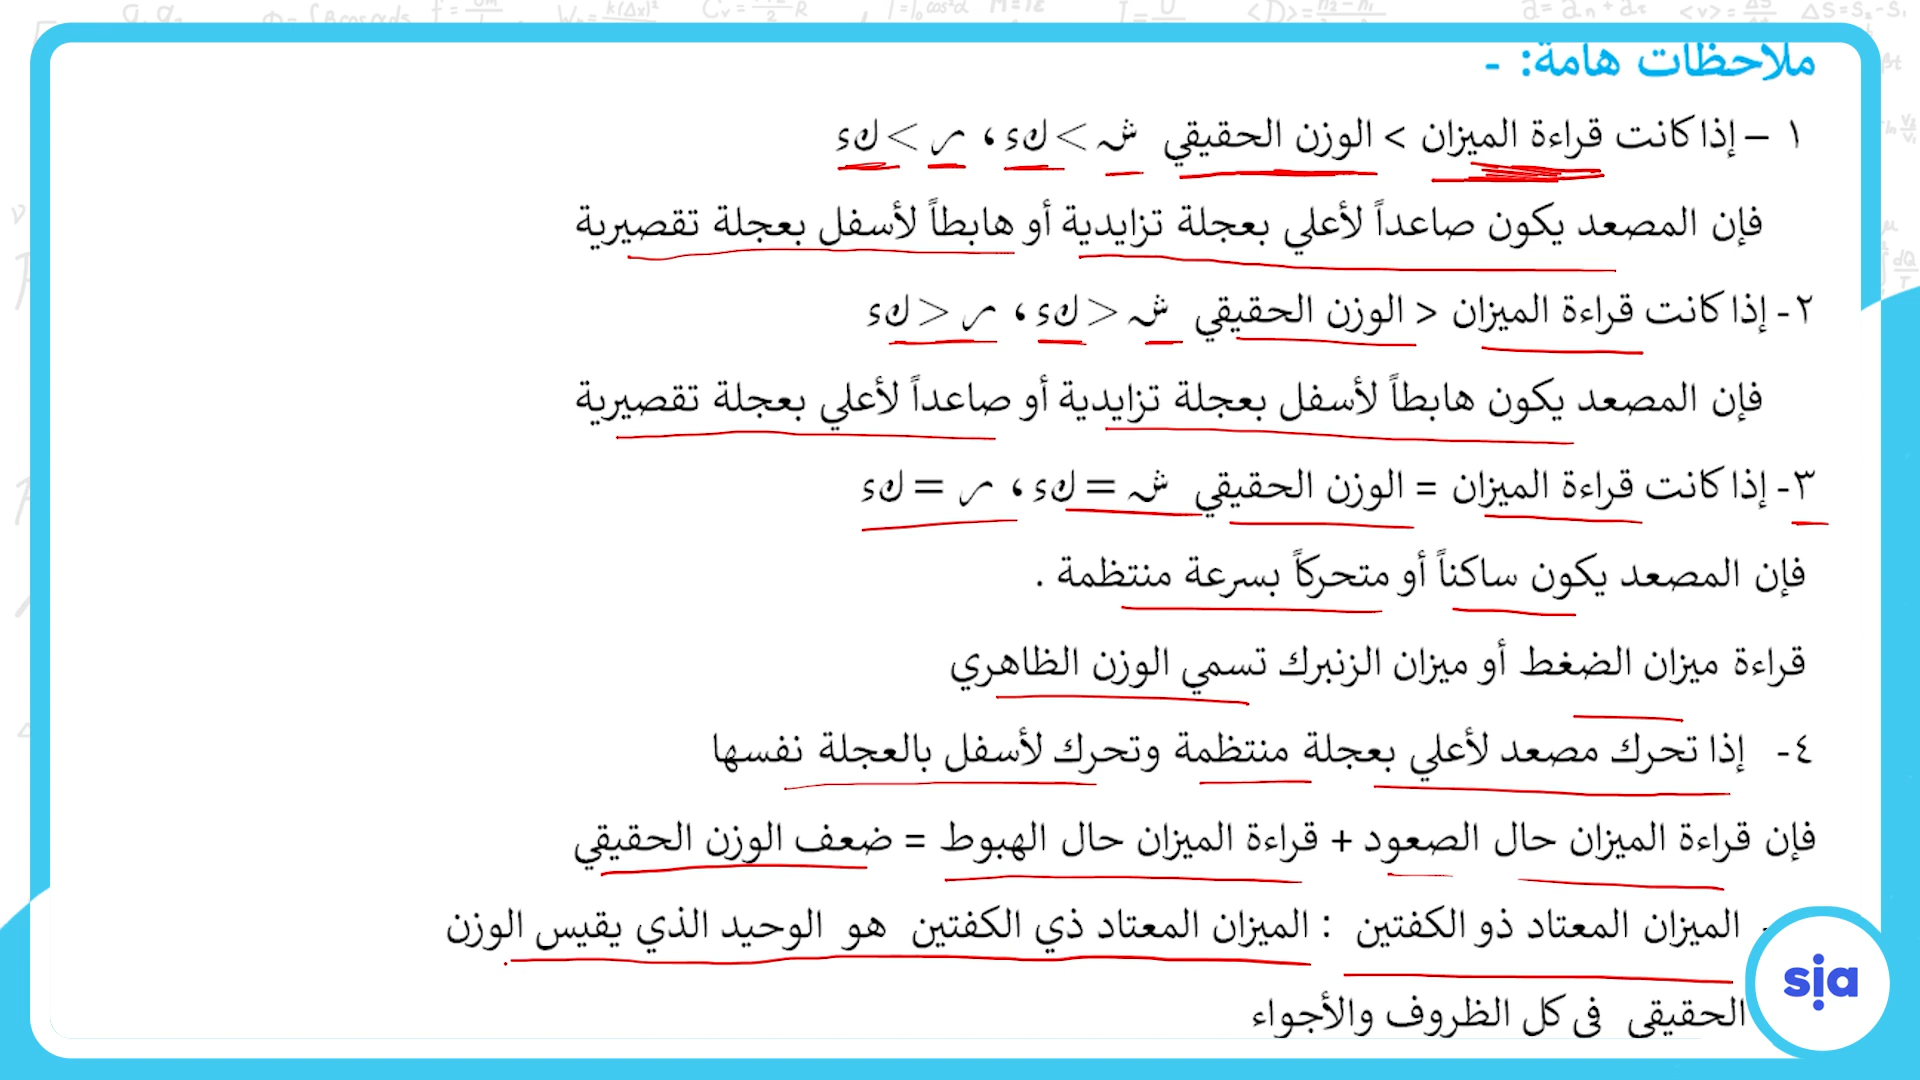 ملاحظات هامة: -
١ – إذا كانت قراءة الميزان > الوزن الحقيقي ش > ك ء ، س > ك ء
فإن المصعد يكون صاعداً لأعلي بعجلة تزايدية أو هابطاً لأسفل بعجلة تقصيرية
٢- إذا كانت قراءة الميزان < الوزن الحقيقي ش < ك ء ، س < ك ء
فإن المصعد يكون هابطاً لأسفل بعجلة تزايدية أو صاعداً لأعلي بعجلة تقصيرية
٣- إذا كانت قراءة الميزان = الوزن الحقيقي ش = ك ء ، س = ك ء
فإن المصعد يكون ساكناً أو متحركاً بسرعة منتظمة .
قراءة ميزان الضغط أو ميزان الزنبرك تسمي الوزن الظاهري
٤- إذا تحرك مصعد لأعلي بعجلة منتظمة وتحرك لأسفل بالعجلة نفسها
فإن قراءة الميزان حال الصعود + قراءة الميزان حال الهبوط = ضعف الوزن الحقيقي
الميزان المعتاد ذو الكفتين : الميزان المعتاد ذي الكفتين هو الوحيد الذي يقيس الوزن
الحقيقي في كل الظروف والأجواء
sia